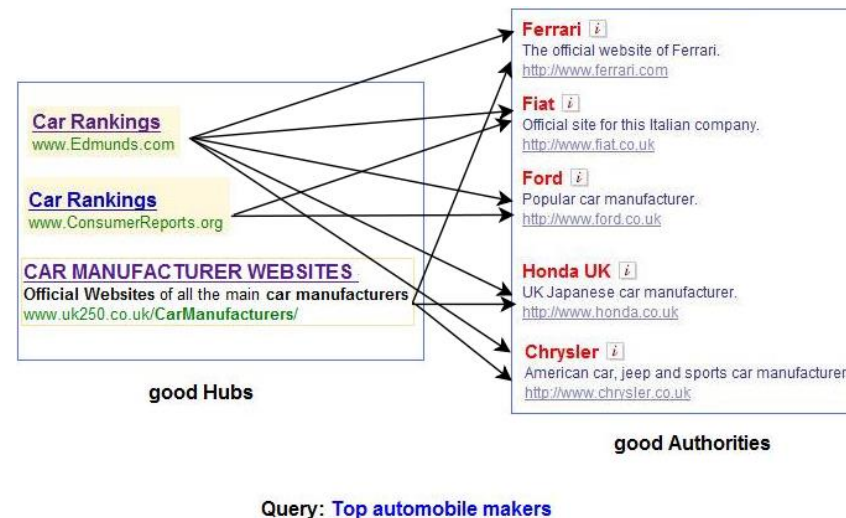 Car Rankings
www.Edmunds.com
Car Rankings
www.ConsumerReports.org
CAR MANUFACTURER WEBSITES
Official Websites of all the main car manufacturers
www.uk250.co.uk/CarManufacturers/
good Hubs
Ferrari i
The official website of Ferrari.
http://www.ferrari.com
Fiat i
Official site for this Italian company.
http://www.fiat.co.uk
Ford i
Popular car manufacturer.
http://www.ford.co.uk
Honda UK i
UK Japanese car manufacturer.
http://www.honda.co.uk
Chrysler i
American car, jeep and sports car manufacturer
http://www.chrysler.co.uk
good Authorities
Query: Top automobile makers